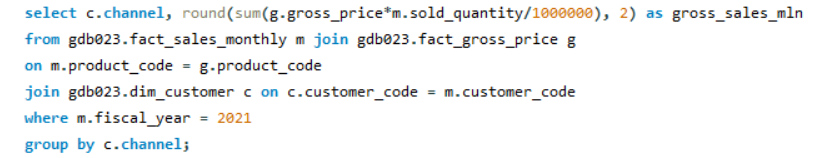 select c.channel, round(sum(g.gross_price*m.sold_quantity/1000000), 2) as gross_sales_mln
from gdb023.fact_sales_monthly m join gdb023.fact_gross_price g
on m.product_code = g.product_code
join gdb023.dim_customer c on c.customer_code = m.customer_code
where m.fiscal_year = 2021
group by c.channel;